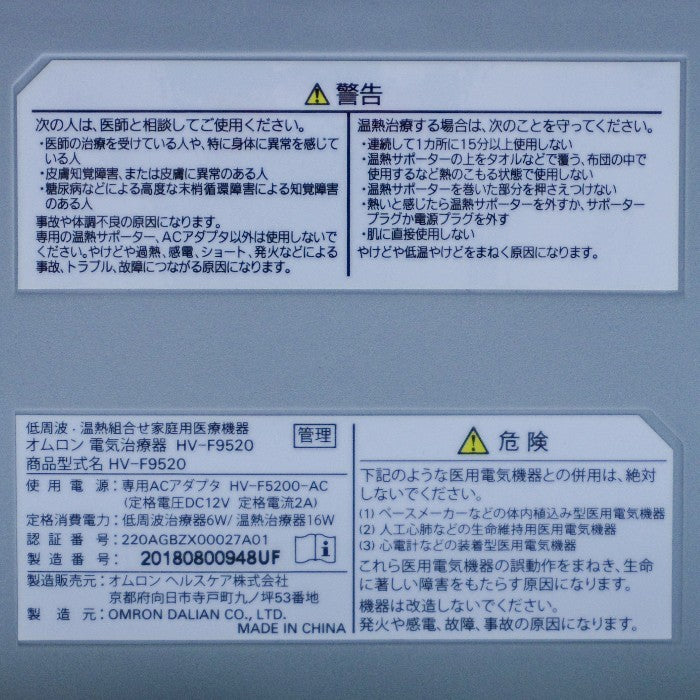 警告
次の人は、医師と相談してご使用ください。
・医師の治療を受けている人や、特に身体に異常を感じて
いる人
・皮膚知覚障害、または皮膚に異常のある人
・糖尿病などによる高度な末梢循環障害による知覚障害
のある人
事故や体調不良の原因になります。
専用の温熱サポーター、ACアダプタ以外は使用しないで
ください。やけどや過熱、感電、ショート、発火などによる
事故、トラブル、故障につながる原因になります。
温熱治療する場合は、次のことを守ってください。
・連続して1カ所に15分以上使用しない
・温熱サポーターの上をタオルなどで覆う、布団の中で
使用するなど熱のこもる状態で使用しない
・温熱サポーターを巻いた部分を押さえつけない
・熱いと感じたら温熱サポーターを外すか、サポーター
プラグか電源プラグを外す
・肌に直接使用しない
やけどや低温やけどをまねく原因になります。
低周波・温熱組合せ家庭用医療機器
オムロン 電気治療器 HV-F9520
管理
商品型式名 HV-F9520
使用電源:専用ACアダプタ HV-F5200-AC
(定格電圧DC12V 定格電流2A)
定格消費電力:低周波治療器6W/温熱治療器16W
認証番号:220AGBZX00027A01
製造番号:20180800948UF
製造販売元:オムロン ヘルスケア株式会社
京都府向日市寺戸町九ノ坪53番地
製造元:OMRON DALIAN CO., LTD.
MADE IN CHINA
危険
下記のような医用電気機器との併用は、絶対
しないでください。
(1) ペースメーカーなどの体内植込み型医用電気機器
(2) 人工心肺などの生命維持用医用電気機器
(3) 心電計などの装着型医用電気機器
これら医用電気機器の誤動作をまねき、生命
に著しい障害をもたらす原因になります。
機器は改造しないでください。
発火や感電、故障、事故の原因になります。